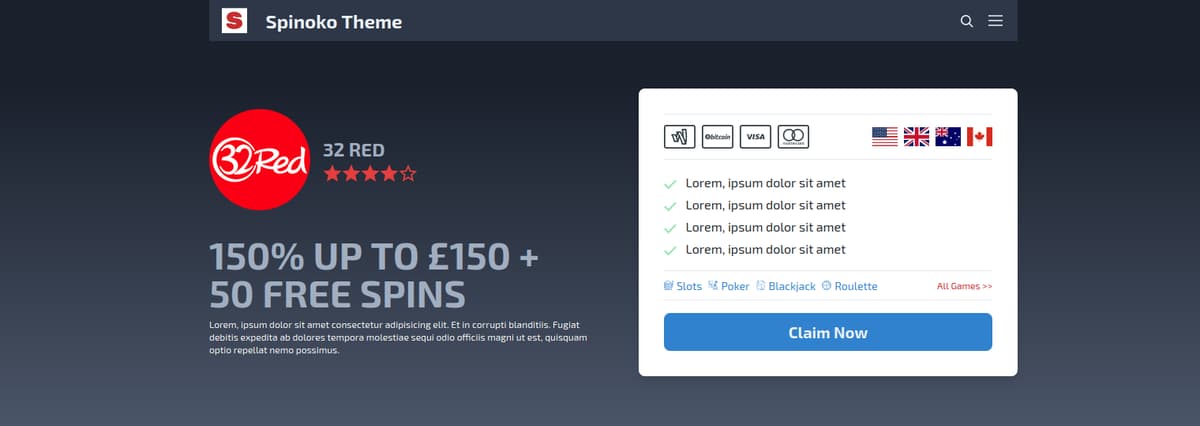 S Spinoko Theme
32Red
32 RED
150% UP TO £150 +
50 FREE SPINS
Lorem, ipsum dolor sit amet consectetur adipisicing elit. Et in corrupti blanditiis. Fugiat
debitis expedita ab dolores tempora molestiae sequi odio officiis magni ut est, quisquam
optio repellat nemo possimus.
W bitcoin VISA
Lorem, ipsum dolor sit amet
Lorem, ipsum dolor sit amet
Lorem, ipsum dolor sit amet
Lorem, ipsum dolor sit amet
Slots Poker Blackjack Roulette All Games >>
Claim Now